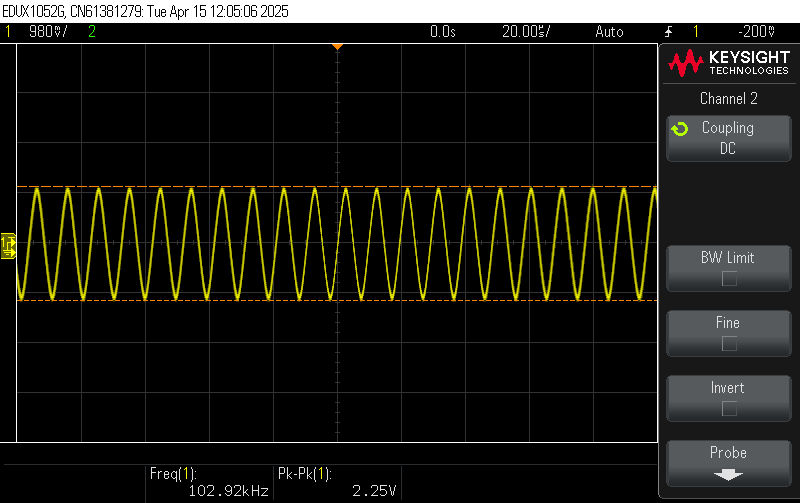 EDUX1052G, CN61381279: Tue Apr 15 12:05:06 2025
1 980♈/ 2 0.0s 20.00♉/ Auto 1 -200♈
KEYSIGHT
TECHNOLOGIES
Channel 2
Coupling
DC
BW Limit
Fine
Invert
Probe
Freq(1): Pk-Pk(1):
102.92kHz 2.25V